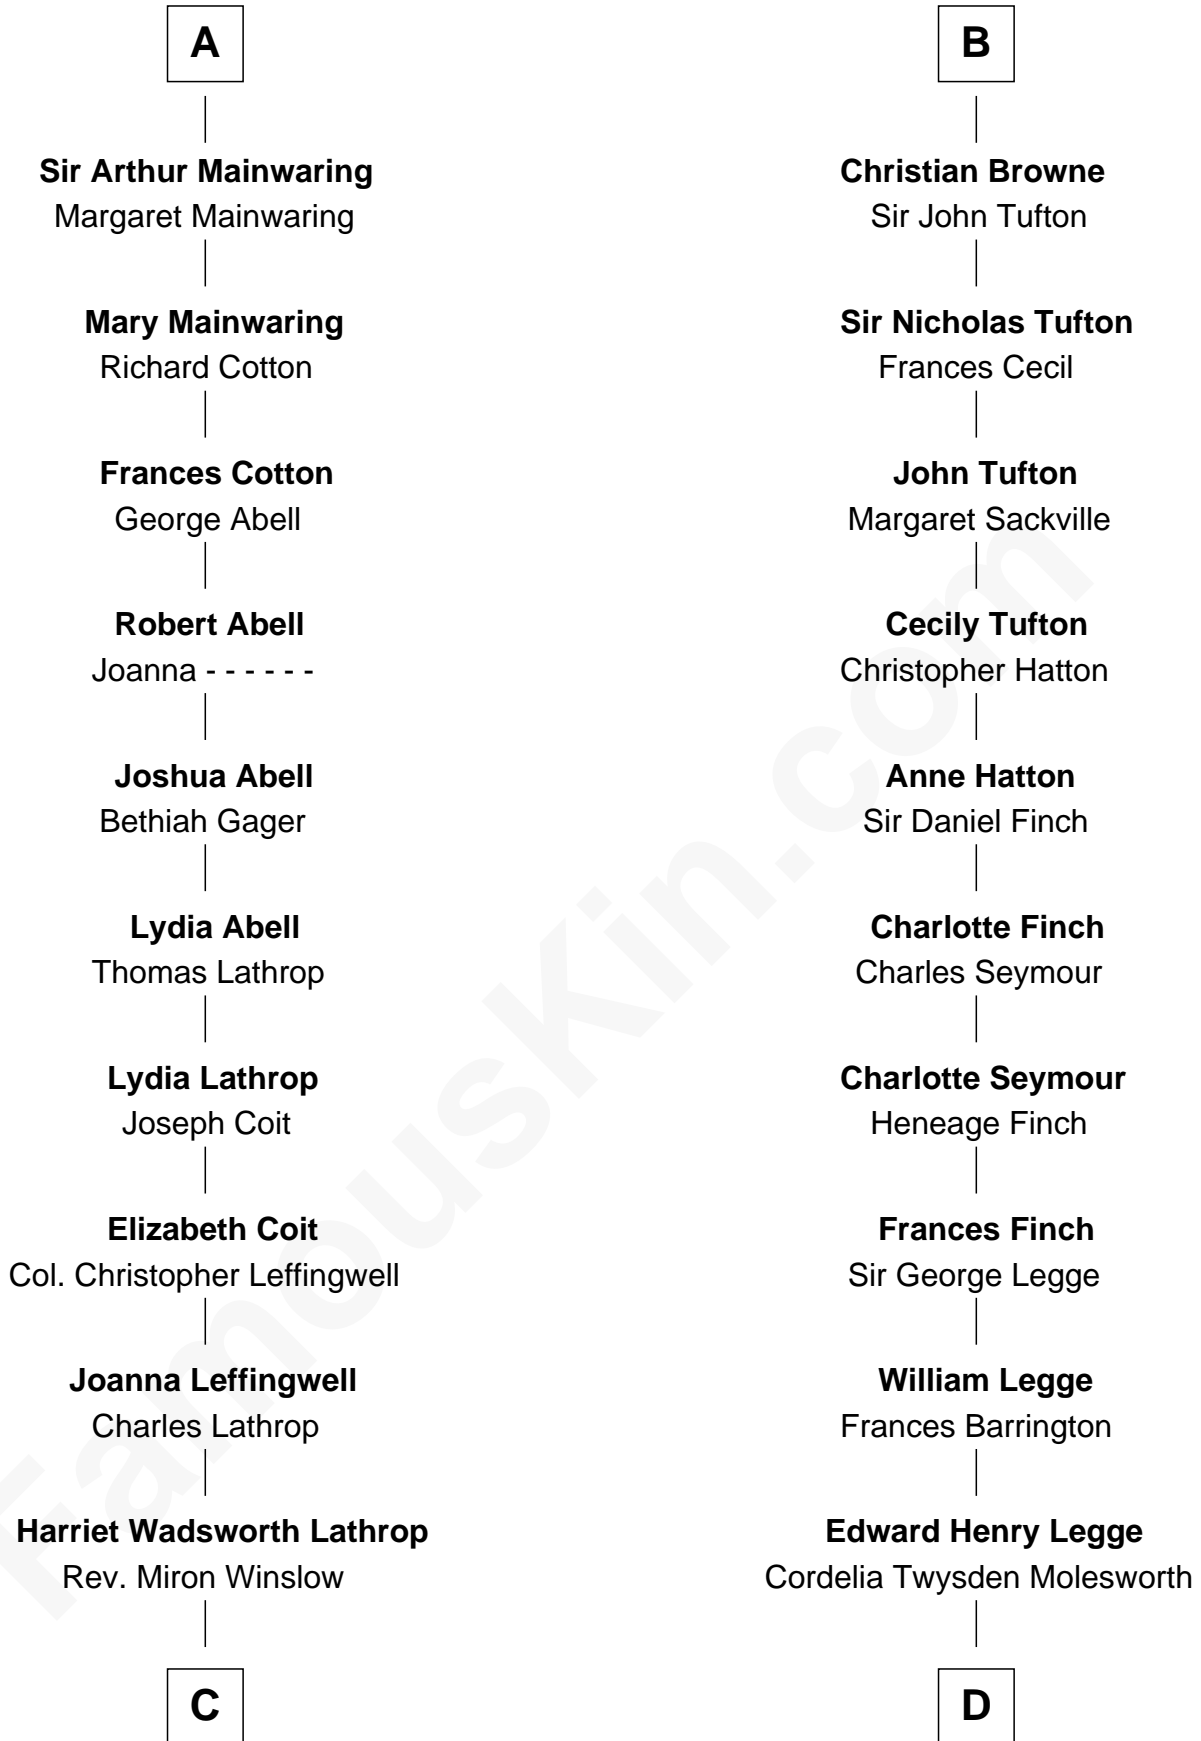 A
Sir Arthur Mainwaring
Margaret Mainwaring
Mary Mainwaring
Richard Cotton
Frances Cotton
George Abell
Robert Abell
Joanna - - - - - -
Joshua Abell
Bethiah Gager
Lydia Abell
Thomas Lathrop
Lydia Lathrop
Joseph Coit
Elizabeth Coit
Col. Christopher Leffingwell
Joanna Leffingwell
Charles Lathrop
Harriet Wadsworth Lathrop
Rev. Miron Winslow
C
B
Christian Browne
Sir John Tufton
Sir Nicholas Tufton
Frances Cecil
John Tufton
Margaret Sackville
Cecily Tufton
Christopher Hatton
Anne Hatton
Sir Daniel Finch
Charlotte Finch
Charles Seymour
Charlotte Seymour
Heneage Finch
Frances Finch
Sir George Legge
William Legge
Frances Barrington
Edward Henry Legge
Cordelia Twysden Molesworth
D
FamousKin.com